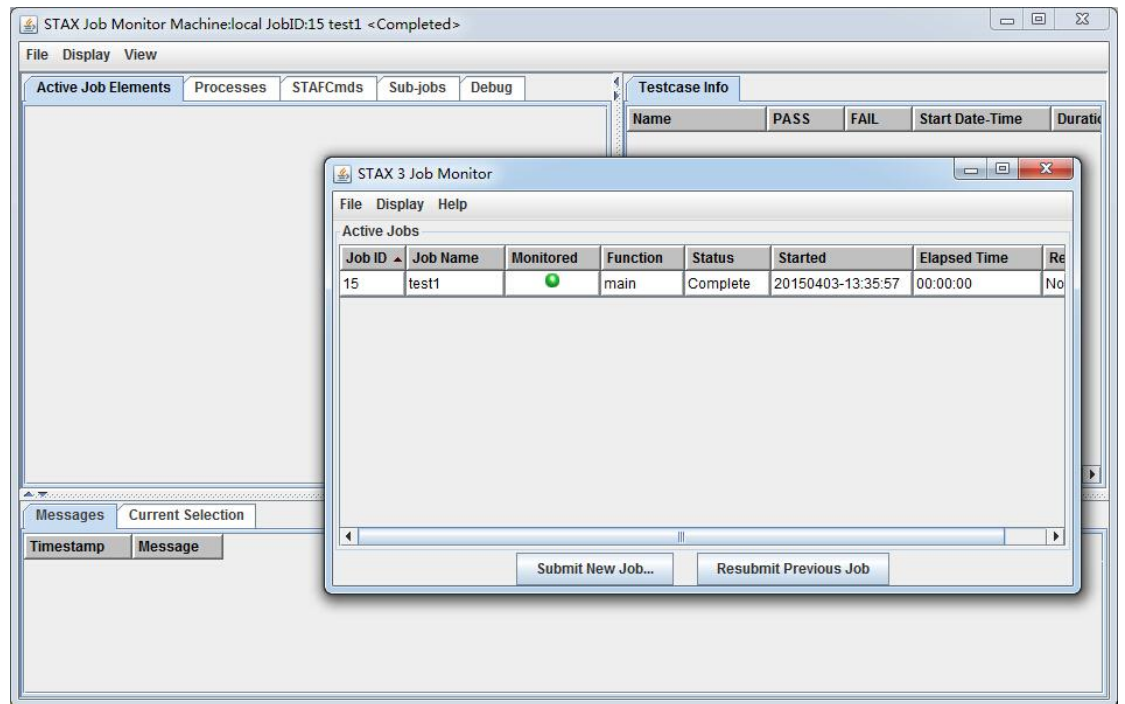 STAX Job Monitor Machine:local JobID:15 test1 <Completed>
File Display View
Active Job Elements Processes STAFCmds Sub-jobs Debug
Testcase Info
Name PASS FAIL Start Date-Time Duratic
STAX 3 Job Monitor
File Display Help
Active Jobs
Job ID Job Name Monitored Function Status Started Elapsed Time Re
15 test1 main Complete 20150403-13:35:57 00:00:00 No
Submit New Job... Resubmit Previous Job
Messages Current Selection
Timestamp Message